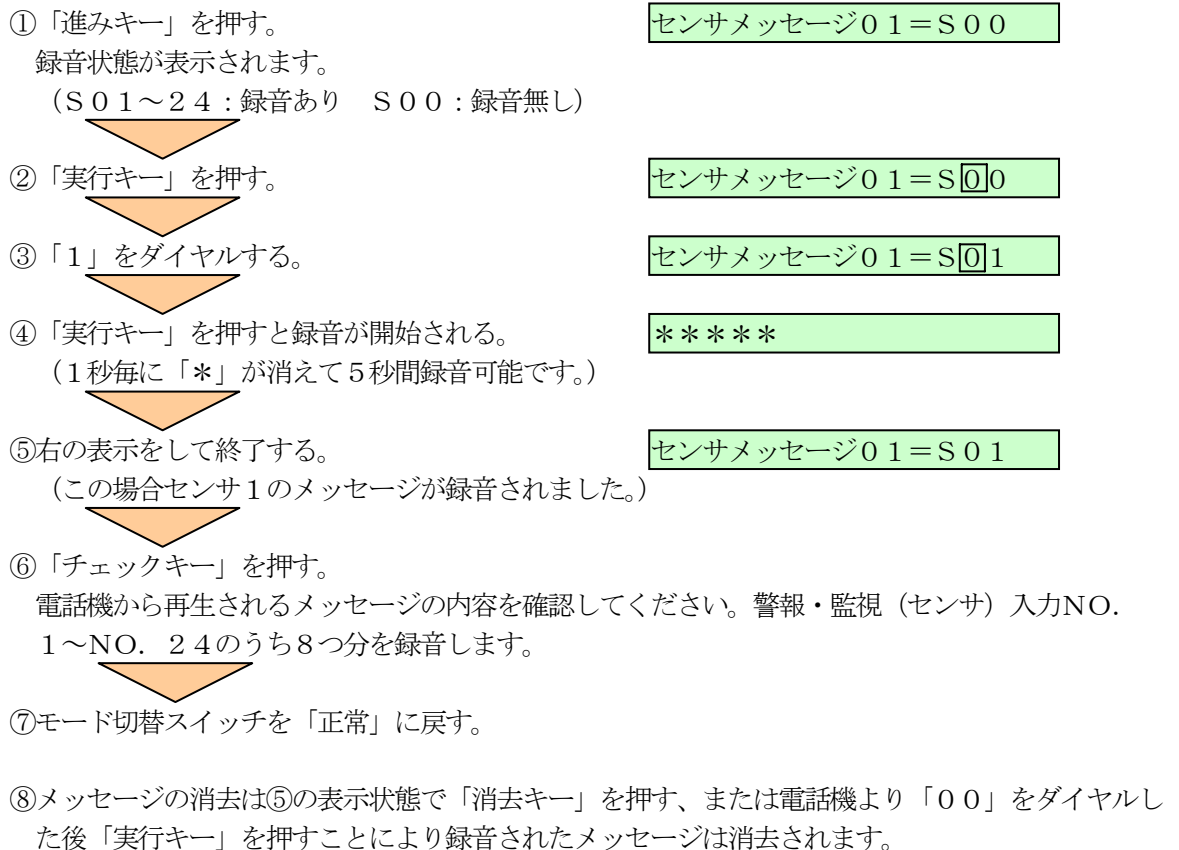 ①「進みキー」を押す。
センサメッセージ０１＝Ｓ００
録音状態が表示されます。
（Ｓ０１～２４：録音あり　Ｓ００：録音無し）
②「実行キー」を押す。
センサメッセージ０１＝Ｓ００
③「１」をダイヤルする。
センサメッセージ０１＝Ｓ０１
④「実行キー」を押すと録音が開始される。
＊＊＊＊＊
（１秒毎に「＊」が消えて５秒間録音可能です。）
⑤右の表示をして終了する。
センサメッセージ０１＝Ｓ０１
（この場合センサ１のメッセージが録音されました。）
⑥「チェックキー」を押す。
電話機から再生されるメッセージの内容を確認してください。警報・監視（センサ）入力ＮＯ．
１～ＮＯ．２４のうち８つ分を録音します。
⑦モード切替スイッチを「正常」に戻す。
⑧メッセージの消去は⑤の表示状態で「消去キー」を押す、または電話機より「００」をダイヤルし
た後「実行キー」を押すことにより録音されたメッセージは消去されます。